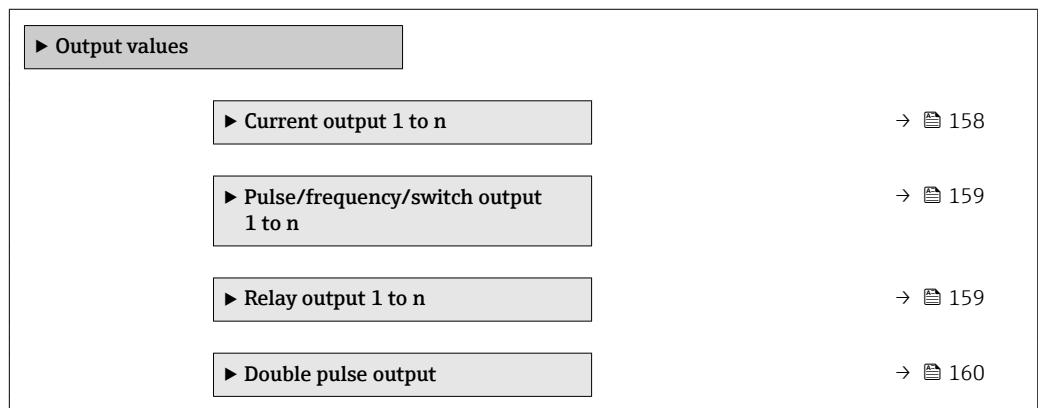 ▶ Output values
▶ Current output 1 to n → 158
▶ Pulse/frequency/switch output
1 to n → 159
▶ Relay output 1 to n → 159
▶ Double pulse output → 160